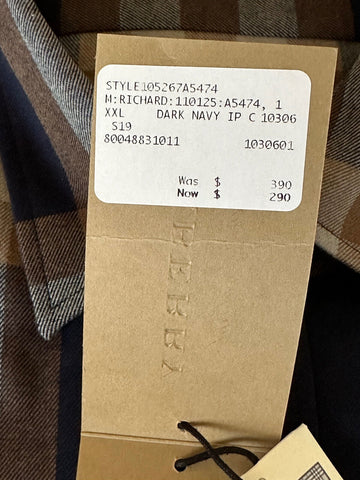 STYLE105267A5474
M:RICHARD:110125:A5474, 1
XXL DARK NAVY IP C 10306
S19
80048831011 1030601
Was $ 390
Now $ 290